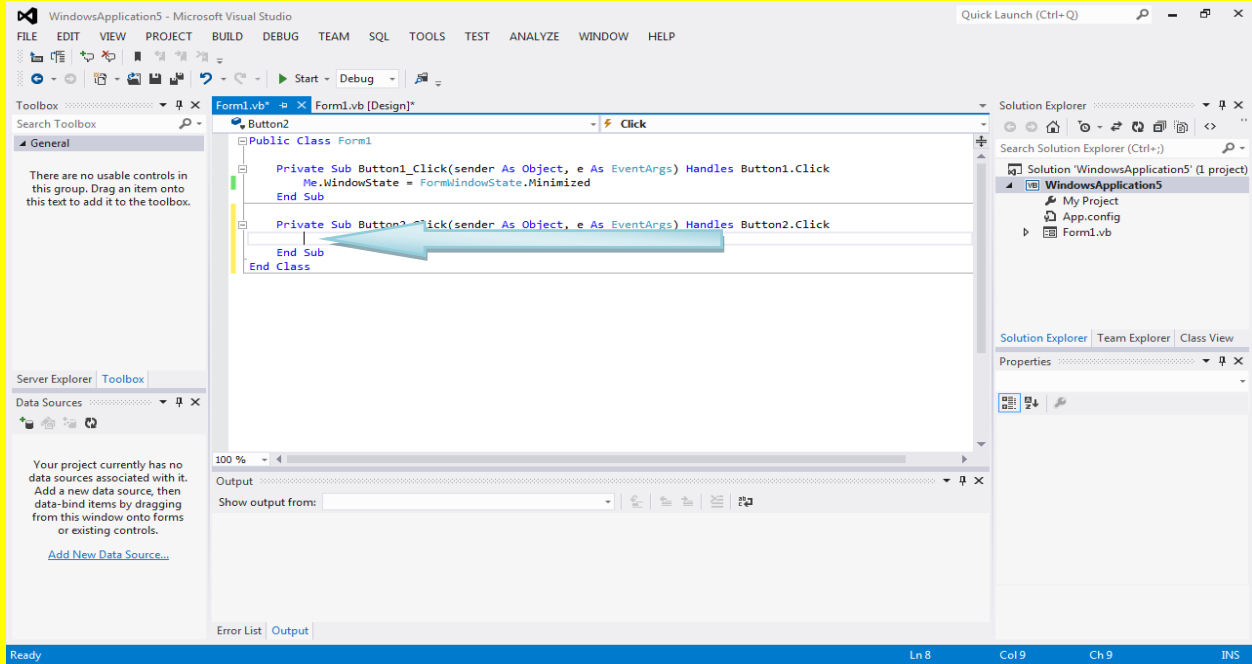 WindowsApplication5 - Microsoft Visual Studio
Quick Launch (Ctrl+Q)
FILE EDIT VIEW PROJECT BUILD DEBUG TEAM SQL TOOLS TEST ANALYZE WINDOW HELP
Start Debug
Toolbox
Search Toolbox
General
There are no usable controls in
this group. Drag an item onto
this text to add it to the toolbox.
Server Explorer Toolbox
Data Sources
Your project currently has no
data sources associated with it.
Add a new data source, then
data-bind items by dragging
from this window onto forms
or existing controls.
Add New Data Source...
Form1.vb* Form1.vb [Design]*
Button2 Click
Public Class Form1
Private Sub Button1_Click(sender As Object, e As EventArgs) Handles Button1.Click
Me.WindowState = FormWindowState.Minimized
End Sub
Private Sub Button2_Click(sender As Object, e As EventArgs) Handles Button2.Click
End Sub
End Class
100 %
Output
Show output from:
Error List Output
Solution Explorer
Search Solution Explorer (Ctrl+;)
Solution 'WindowsApplication5' (1 project)
VB WindowsApplication5
My Project
App.config
Form1.vb
Solution Explorer Team Explorer Class View
Properties
Ready Ln 8 Col 9 Ch 9 INS